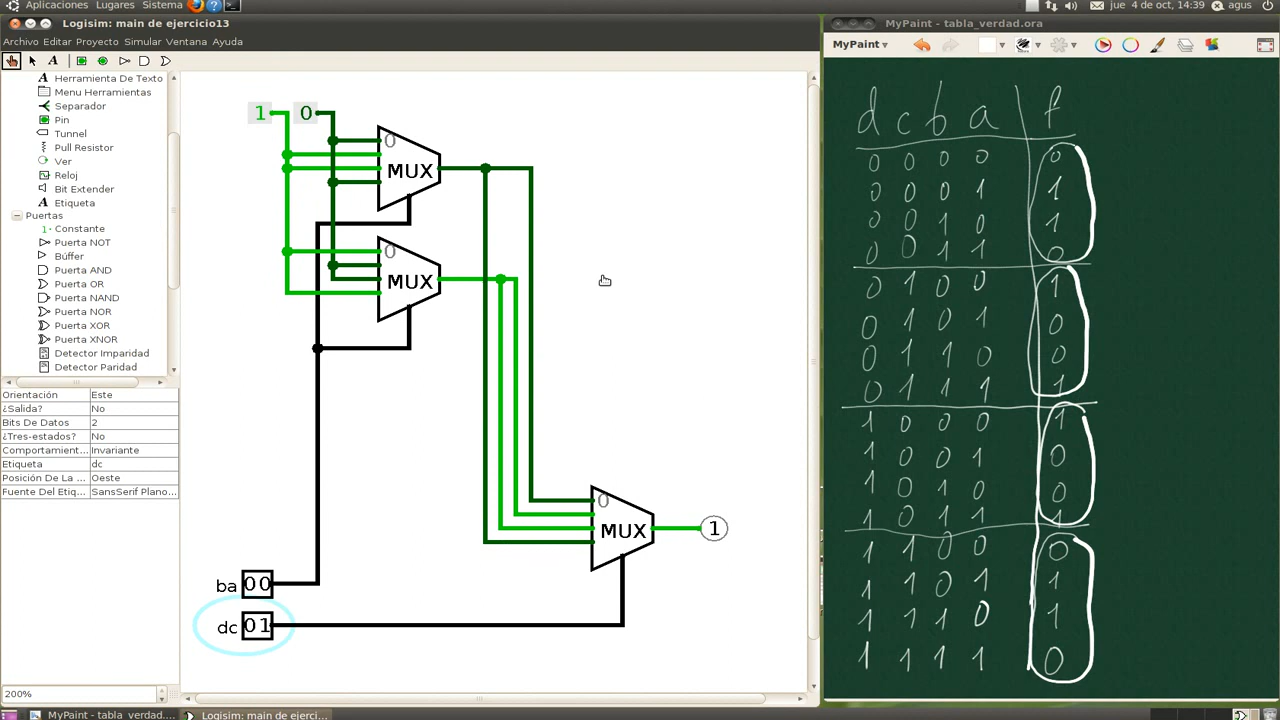 Aplicaciones Lugares Sistema
jue 4 de oct, 14:39
agus
Logisim: main de ejercicio13
Archivo Editar Proyecto Simular Ventana Ayuda
A
A Herramienta De Texto
Menu Herramientas
Separador
Pin
Tunnel
Pull Resistor
Ver
Reloj
Bit Extender
A Etiqueta
Puertas
1 Constante
Puerta NOT
Búffer
Puerta AND
Puerta OR
Puerta NAND
Puerta NOR
Puerta XOR
Puerta XNOR
Detector Imparidad
Detector Paridad
Orientación Este
¿Salida? No
Bits De Datos 2
¿Tres-estados? No
Comportamient... Invariante
Etiqueta dc
Posición De La ... Oeste
Fuente Del Etiq... SansSerif Plano...
200%
1 0
0
MUX
0
MUX
0
MUX
1
ba 00
dc 01
MyPaint - tabla_verdad.ora
MyPaint
d c b a f
0 0 0 0 0
0 0 0 1 1
0 0 1 0 1
0 0 1 1 0
0 1 0 0 1
0 1 0 1 0
0 1 1 0 0
0 1 1 1 1
1 0 0 0 1
1 0 0 1 0
1 0 1 0 0
1 0 1 1 1
1 1 0 0 0
1 1 0 1 1
1 1 1 0 1
1 1 1 1 0
MyPaint - tabla_verdad....
Logisim: main de ejerci...